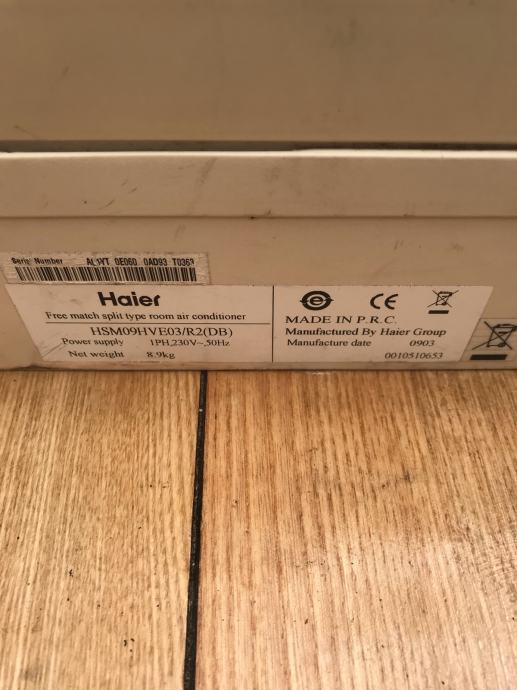 Serial Number AL1VT 0E060 0AD93 T0363
Haier
Free match split type room air conditioner
HSM09HVE03/R2(DB)
Power supply 1PH,230V~,50Hz
Net weight 8.9kg
CE
MADE IN P.R.C.
Manufactured By Haier Group
Manufacture date 0903
0010510653